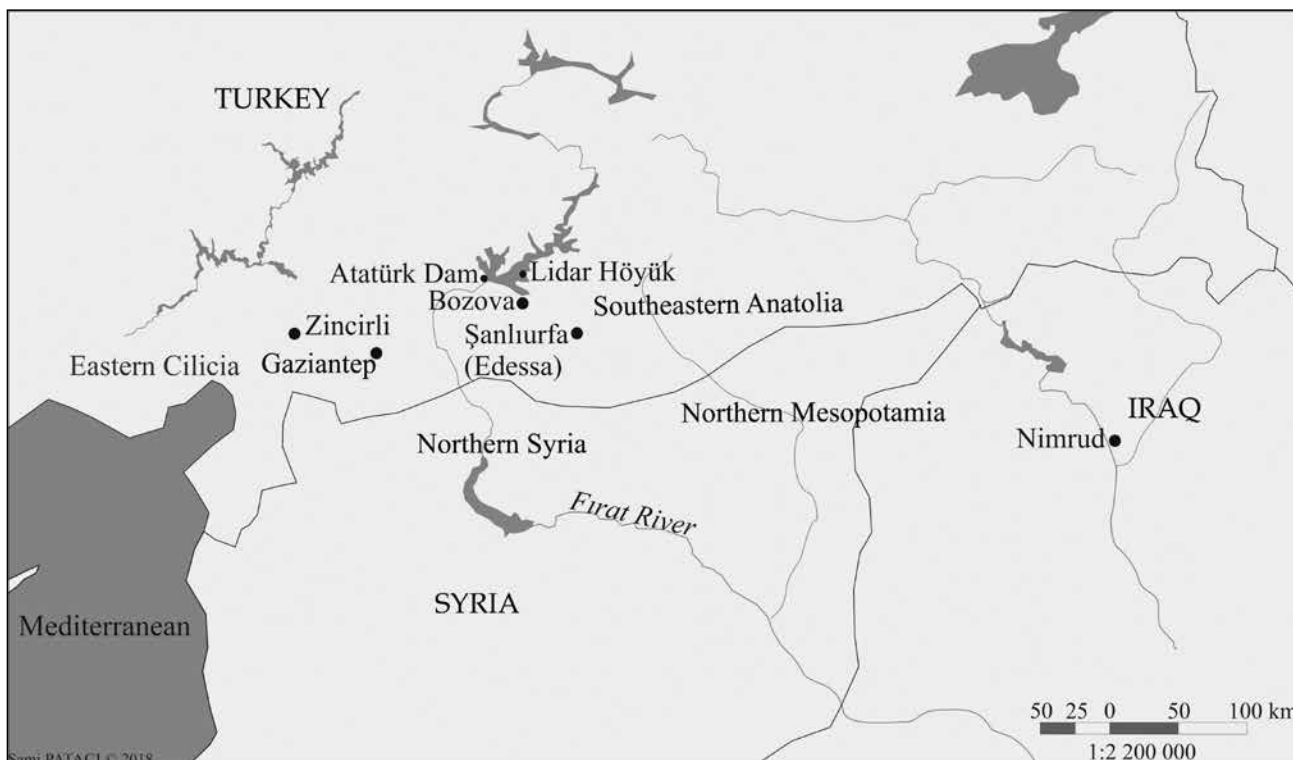 TURKEY
Atatürk Dam
Lidar Höyük
Bozova
Southeastern Anatolia
Zincirli
Şanlıurfa
(Edessa)
Gaziantep
Eastern Cilicia
Northern Mesopotamia
IRAQ
Nimrud
Northern Syria
Fırat River
SYRIA
Mediterranean
50 25 0 50 100 km
1:2 200 000
Sami PATACI © 2018